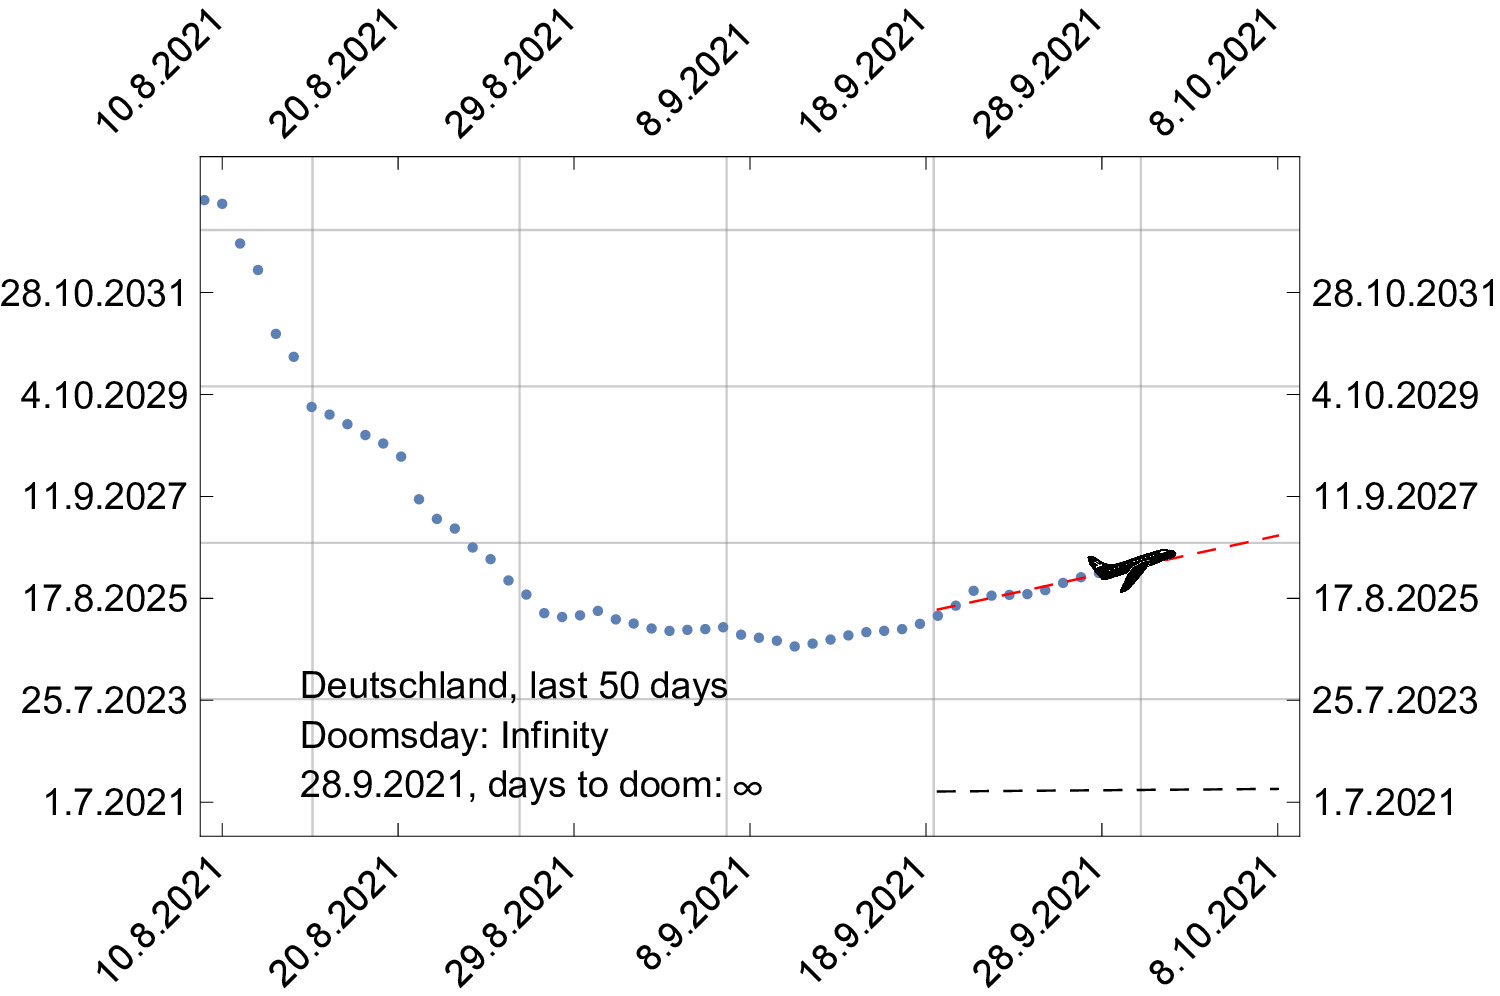 10.8.2021 20.8.2021 29.8.2021 8.9.2021 18.9.2021 28.9.2021 8.10.2021
28.10.2031 28.10.2031
4.10.2029 4.10.2029
11.9.2027 11.9.2027
17.8.2025 17.8.2025
Deutschland, last 50 days
25.7.2023 25.7.2023
Doomsday: Infinity
28.9.2021, days to doom: ∞
1.7.2021 1.7.2021
10.8.2021 20.8.2021 29.8.2021 8.9.2021 18.9.2021 28.9.2021 8.10.2021